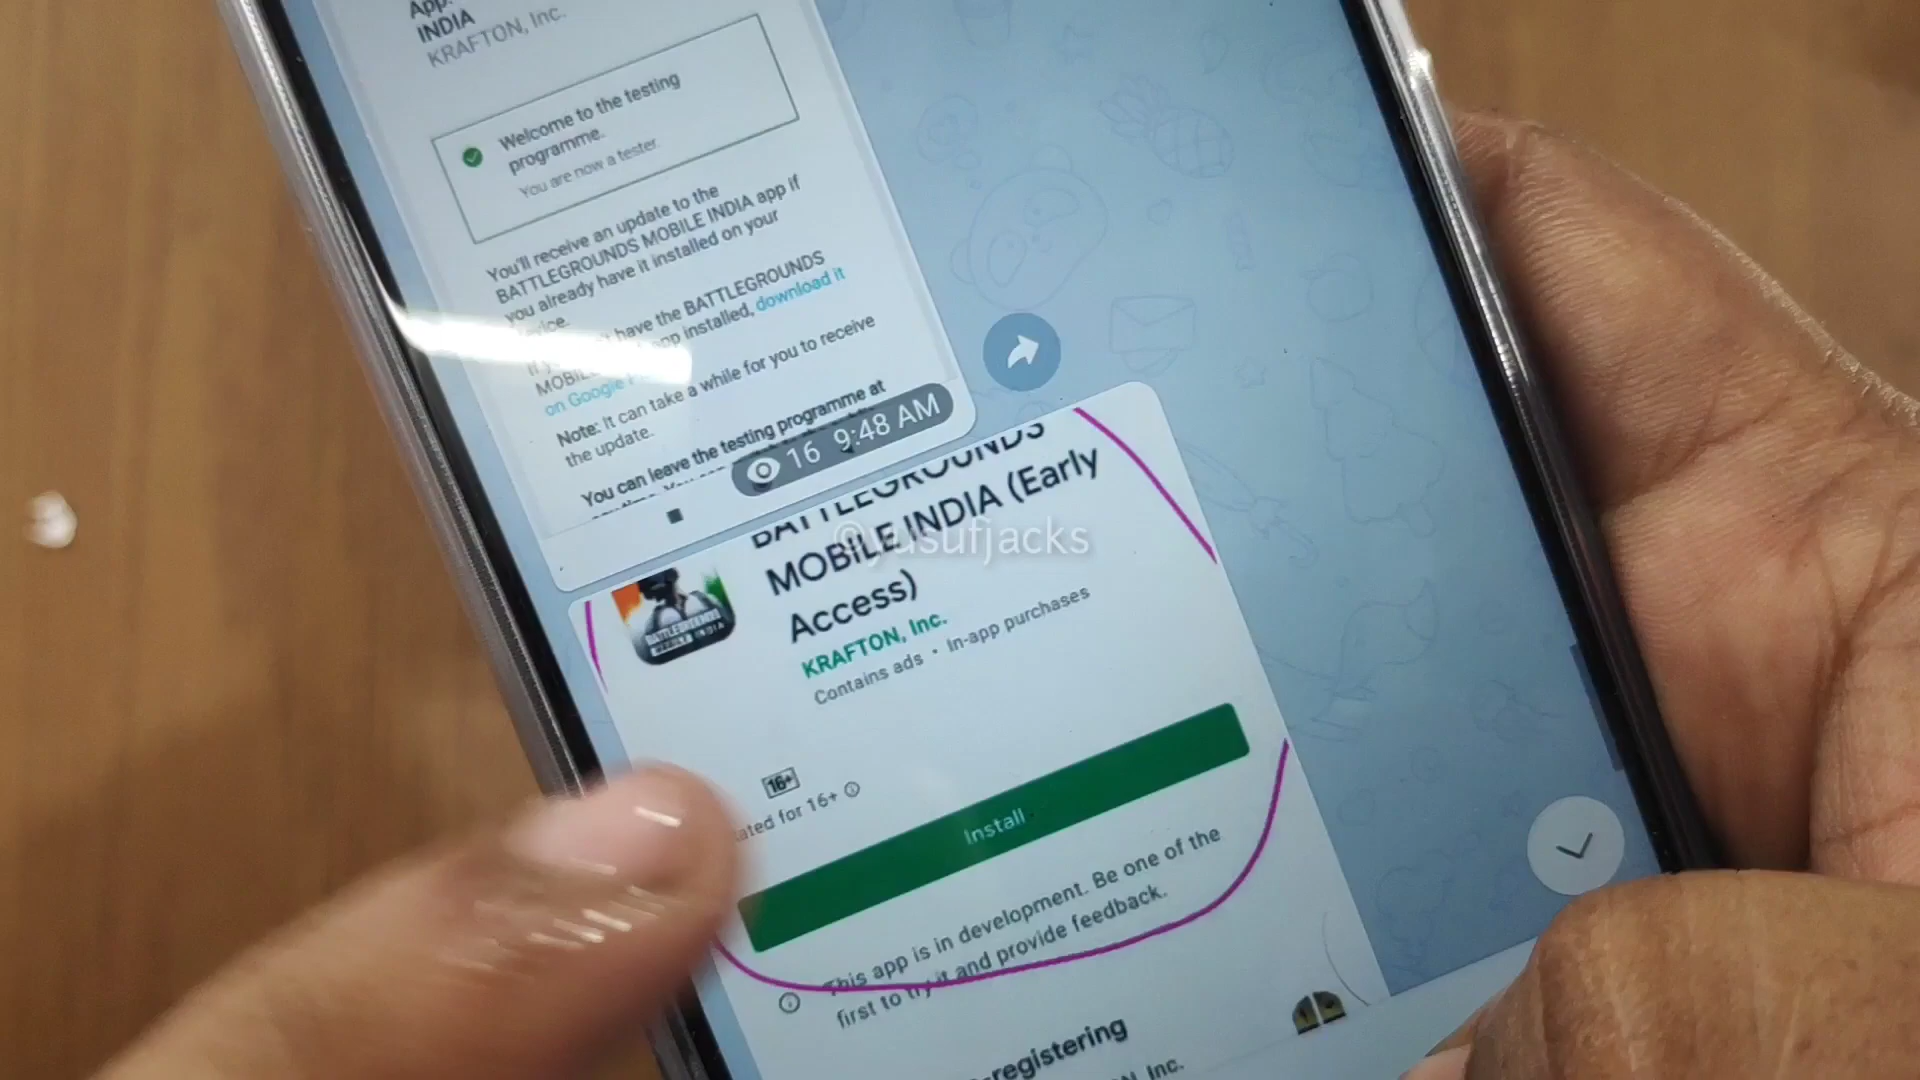 App:
INDIA
KRAFTON, Inc.
Welcome to the testing
programme.
You are now a tester.
You'll receive an update to the
BATTLEGROUNDS MOBILE INDIA app if
you already have it installed on your
have the BATTLEGROUNDS
installed, download it
on Google
Note: It can take a while for you to receive
the update.
You can leave the testing programme at
16 9:48 AM
BATTLEGROUNDS
MOBILE INDIA (Early
Access)
@yusufjacks
BATTLEGROUNDS
MOBILE INDIA
KRAFTON, Inc.
Contains ads • In-app purchases
16+
for 16+
Install
This app is in development. Be one of the
first to try it and provide feedback.
-registering
Inc.